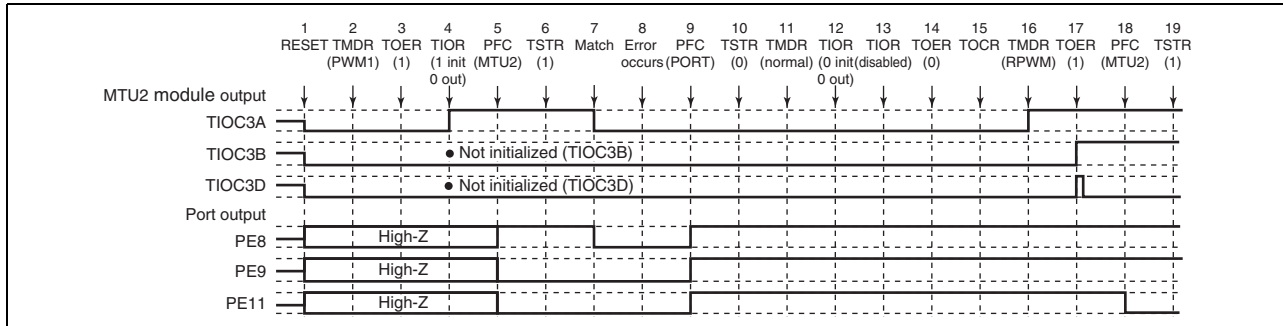 1 2 3 4 5 6 7 8 9 10 11 12 13 14 15 16 17 18 19
RESET TMDR TOER TIOR PFC TSTR Match Error PFC TSTR TMDR TIOR TIOR TOER TOCR TMDR TOER PFC TSTR
(PWM1) (1) (1 init (MTU2) (1) occurs (PORT) (0) (normal) (0 init (disabled) (0) (RPWM) (1) (MTU2) (1)
0 out) 0 out)
MTU2 module output
TIOC3A
TIOC3B ● Not initialized (TIOC3B)
TIOC3D ● Not initialized (TIOC3D)
Port output
PE8 High-Z
PE9 High-Z
PE11 High-Z